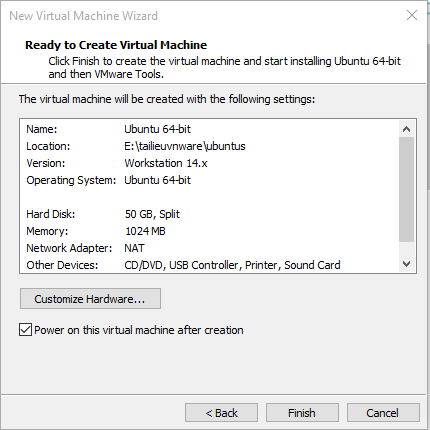 New Virtual Machine Wizard
Ready to Create Virtual Machine
Click Finish to create the virtual machine and start installing Ubuntu 64-bit
and then VMware Tools.
The virtual machine will be created with the following settings:
Name: Ubuntu 64-bit
Location: E:\tailieuvnware\ubuntus
Version: Workstation 14.x
Operating System: Ubuntu 64-bit
Hard Disk: 50 GB, Split
Memory: 1024 MB
Network Adapter: NAT
Other Devices: CD/DVD, USB Controller, Printer, Sound Card
Customize Hardware...
Power on this virtual machine after creation
< Back Finish Cancel